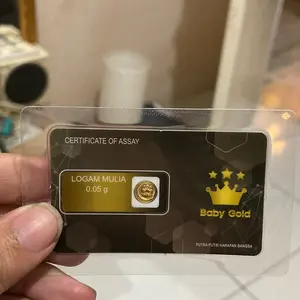 CERTIFICATE OF ASSAY
LOGAM MULIA
0.05 g
Baby Gold
PUTRA-PUTRI HARAPAN BANGSA